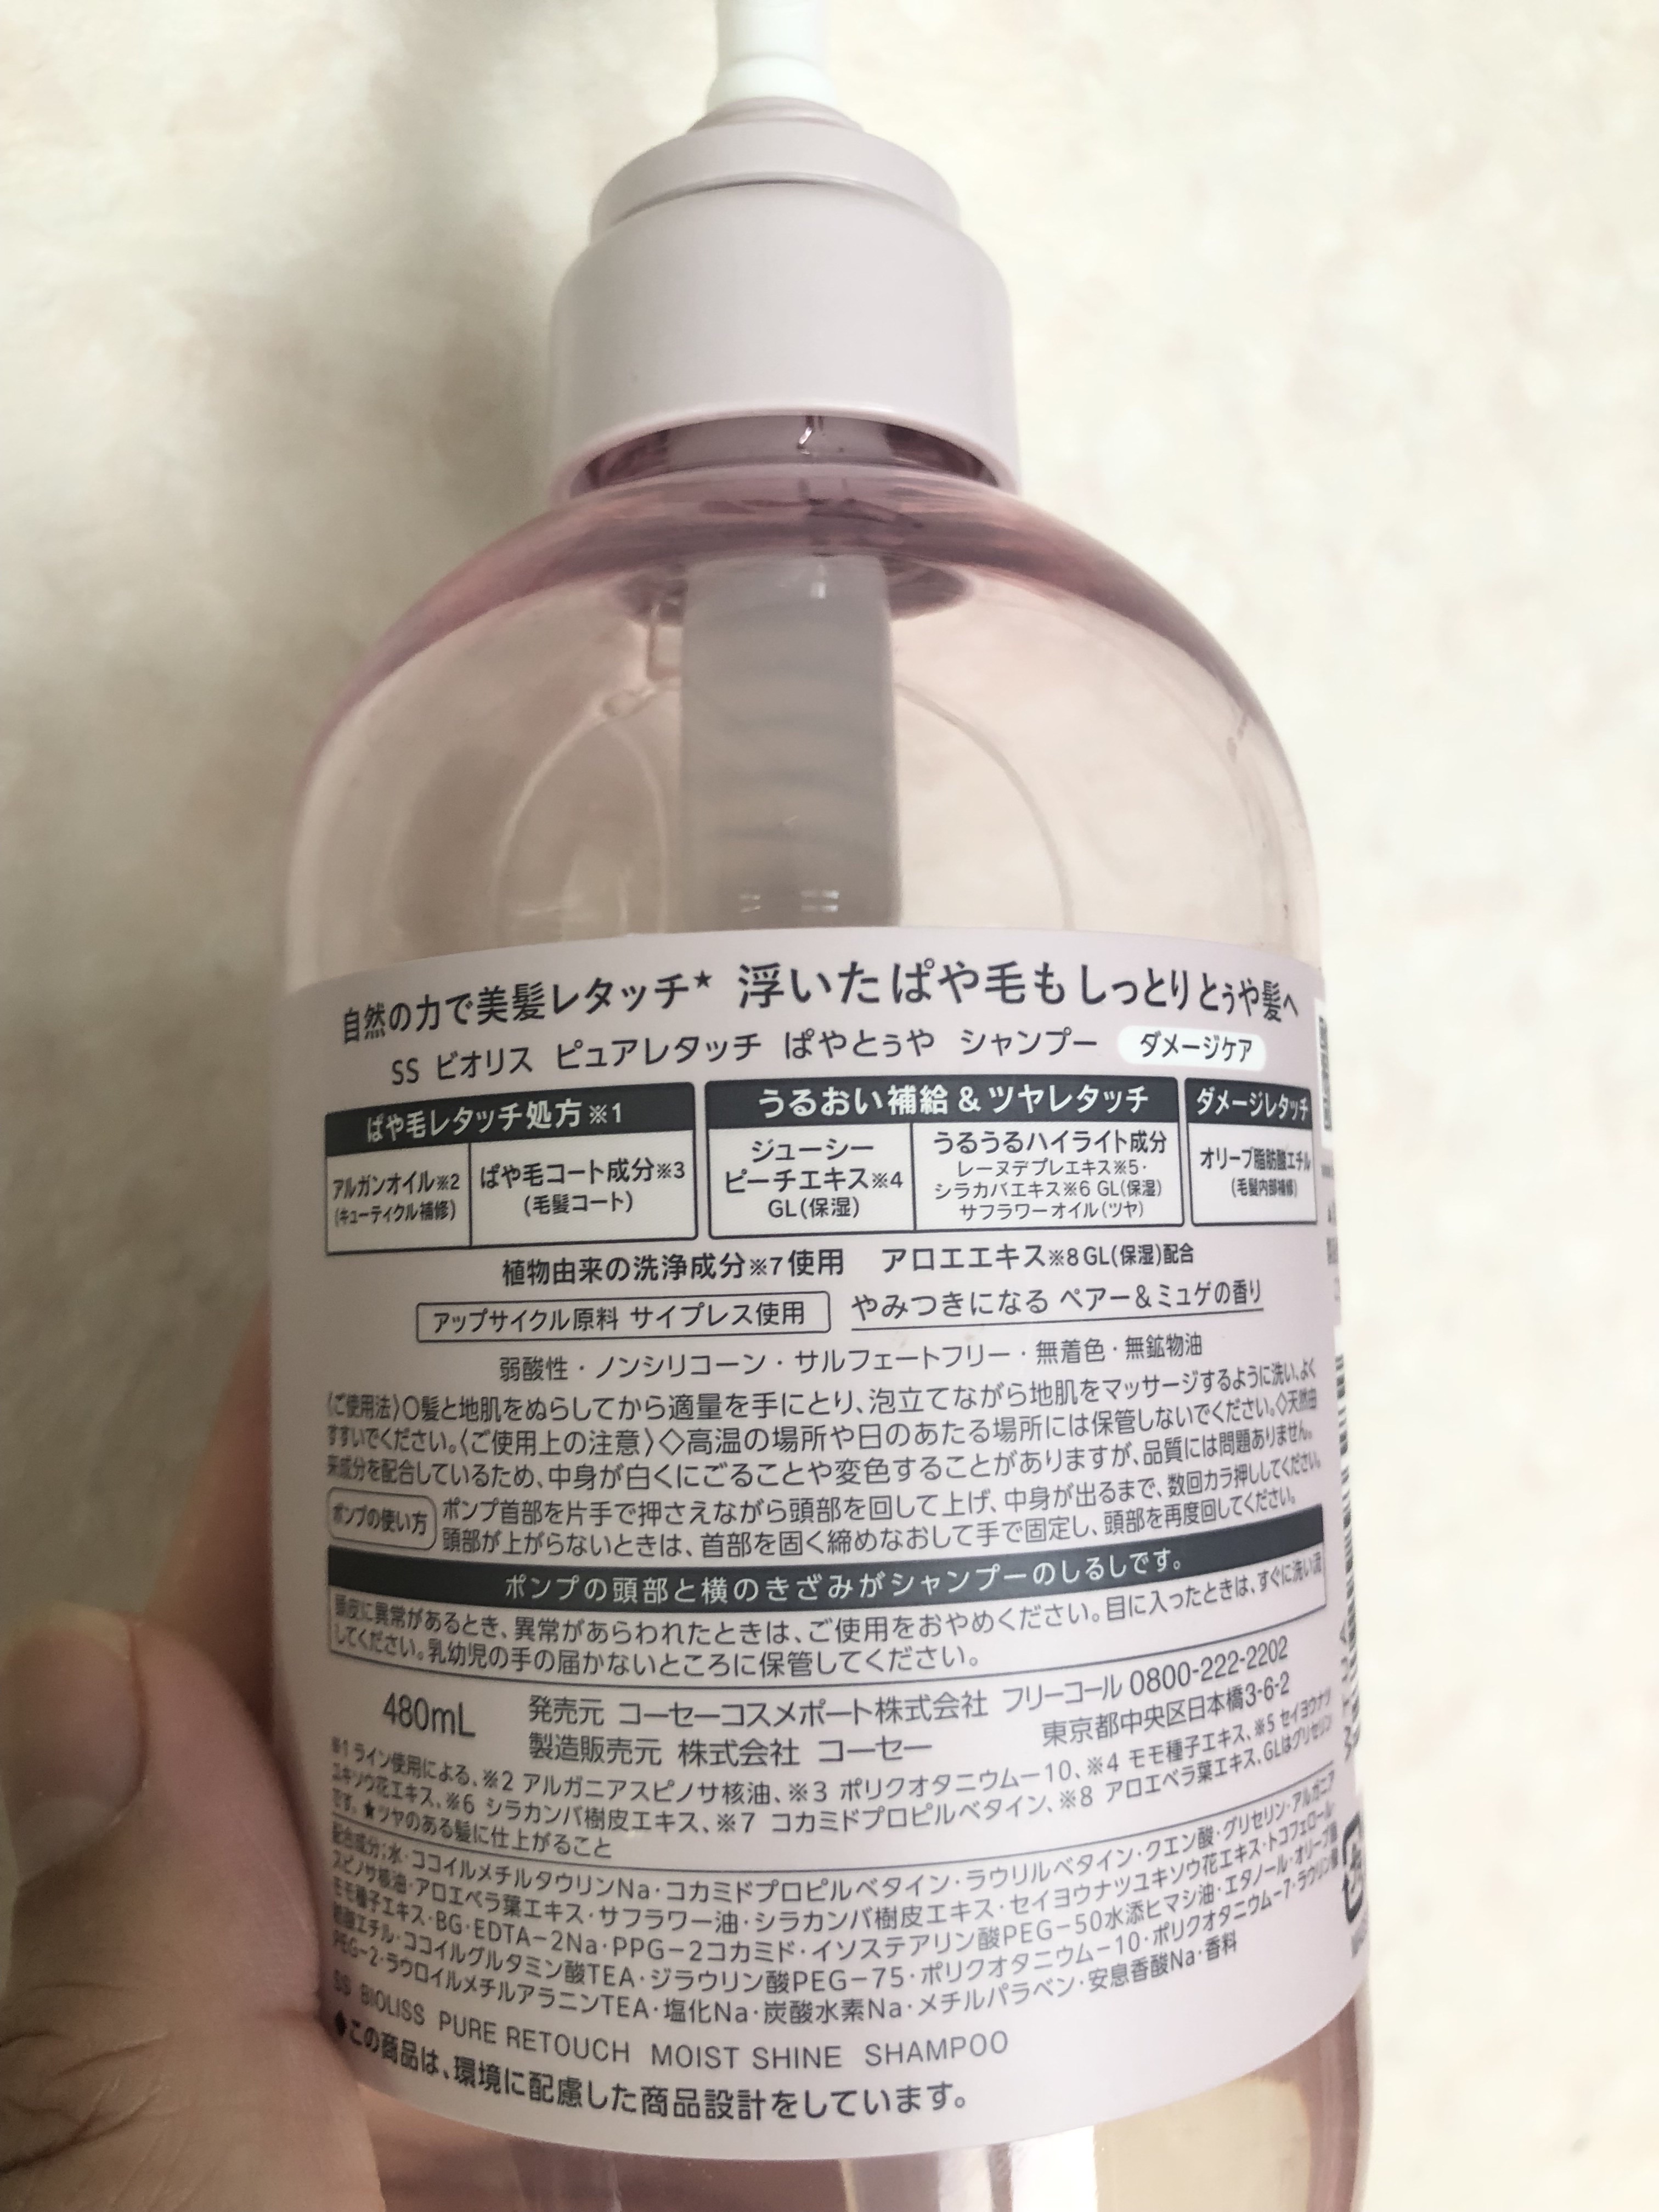 自然の力で美髪レタッチ★ 浮いたぱや毛もしっとりとぅや髪へ
SS ビオリス ピュアレタッチ ぱやとぅや シャンプー ダメージケア
ぱや毛レタッチ処方※1
アルガンオイル※2
(キューティクル補修)
ぱや毛コート成分※3
(毛髪コート)
うるおい補給&ツヤレタッチ
ジューシー
ピーチエキス※4
GL(保湿)
うるうるハイライト成分
レーヌデプレエキス※5・
シラカバエキス※6 GL(保湿)
サフラワーオイル(ツヤ)
ダメージレタッチ
オリーブ脂肪酸エチル
(毛髪内部補修)
植物由来の洗浄成分※7使用 アロエエキス※8GL(保湿)配合
アップサイクル原料 サイプレス使用 やみつきになる ペアー&ミュゲの香り
弱酸性・ノンシリコーン・サルフェートフリー・無着色・無鉱物油
〈ご使用法〉○髪と地肌をぬらしてから適量を手にとり、泡立てながら地肌をマッサージするように洗い、よく
すすいでください。〈ご使用上の注意〉◇高温の場所や日のあたる場所には保管しないでください。◇天然由
来成分を配合しているため、中身が白くにごることや変色することがありますが、品質には問題ありません。
ポンプの使い方
ポンプ首部を片手で押さえながら頭部を回して上げ、中身が出るまで、数回カラ押ししてください。
頭部が上がらないときは、首部を固く締めなおして手で固定し、頭部を再度回してください。
ポンプの頭部と横のきざみがシャンプーのしるしです。
頭皮に異常があるとき、異常があらわれたときは、ご使用をおやめください。目に入ったときは、すぐに洗い流
してください。乳幼児の手の届かないところに保管してください。
480mL
発売元 コーセーコスメポート株式会社 フリーコール 0800-222-2202
製造販売元 株式会社 コーセー 東京都中央区日本橋3-6-2
※1 ライン使用による、※2 アルガニアスピノサ核油、※3 ポリクオタニウム-10、※4 モモ種子エキス、※5 セイヨウナツ
ユキソウ花エキス、※6 シラカンバ樹皮エキス、※7 コカミドプロピルベタイン、※8 アロエベラ葉エキス、GLはグリセリン
です。★ツヤのある髪に仕上がること
配合成分:水・ココイルメチルタウリンNa・コカミドプロピルベタイン・ラウリルベタイン・クエン酸・グリセリン・アルガニア
スピノサ核油・アロエベラ葉エキス・サフラワー油・シラカンバ樹皮エキス・セイヨウナツユキソウ花エキス・トコフェロール・
モモ種子エキス・BG・EDTA-2Na・PPG-2コカミド・イソステアリン酸PEG-50水添ヒマシ油・エタノール・オリーブ脂
肪酸エチル・ココイルグルタミン酸TEA・ジラウリン酸PEG-75・ポリクオタニウム-10・ポリクオタニウム-7・ラウリン酸
PEG-2・ラウロイルメチルアラニンTEA・塩化Na・炭酸水素Na・メチルパラベン・安息香酸Na・香料
SS BIOLISS PURE RETOUCH MOIST SHINE SHAMPOO
◆この商品は、環境に配慮した商品設計をしています。